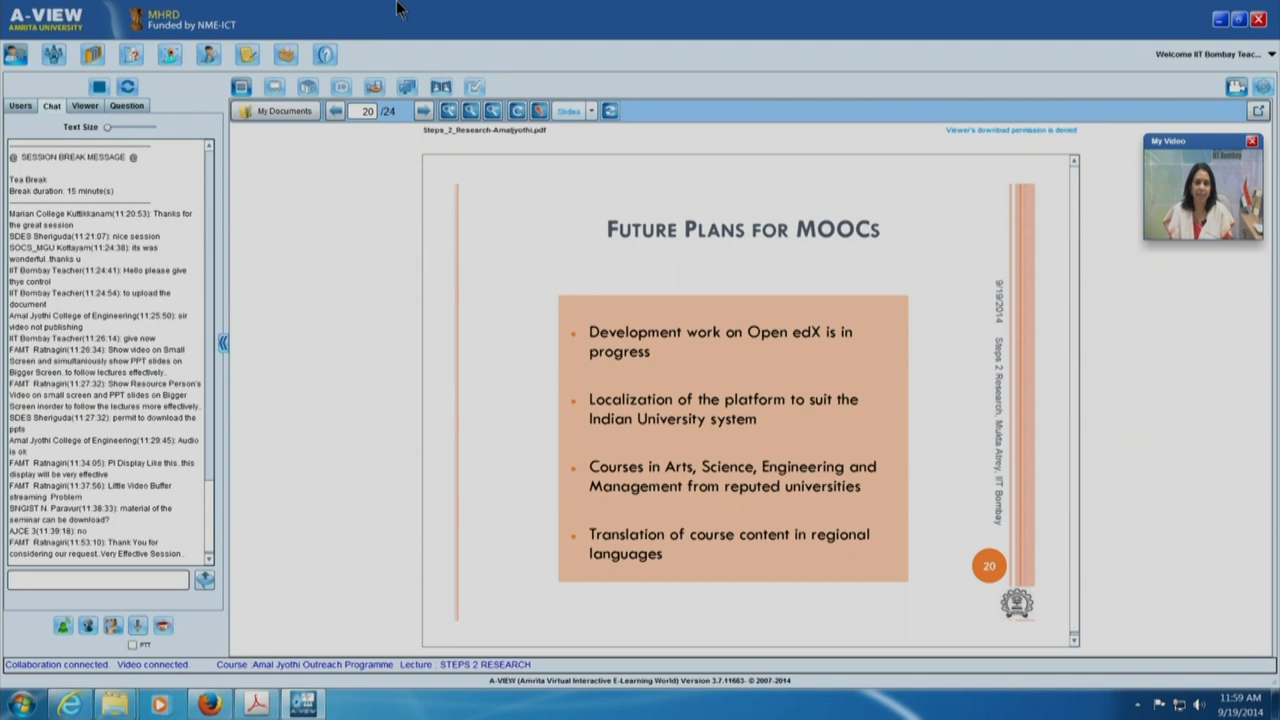 A-VIEW
AMRITA UNIVERSITY
MHRD
Funded by NME-ICT
Welcome IIT Bombay Teac...
Users Chat Viewer Question
Text Size
@ SESSION BREAK MESSAGE @
Tea Break
Break duration: 15 minute(s)
Marian College Kuttikkanam(11:20:53): Thanks for
the great session
SDES Sheriguda(11:21:07): nice session
SOCS_MGU Kottayam(11:24:38): its was
wonderful..thanks u
IIT Bombay Teacher(11:24:41): Hello please give
thye control
IIT Bombay Teacher(11:24:54): to upload the
document
Amal Jyothi College of Engineering(11:25:50): sir
video not publishing
IIT Bombay Teacher(11:26:14): give now
FAMT Ratnagiri(11:26:34): Show video on Small
Screen and simultaniously show PPT slides on
Bigger Screen..to follow lectures effectively..
FAMT Ratnagiri(11:27:32): Show Resource Person's
Video on small screen and PPT slides on Bigger
Screen inorder to follow the lectures more effectively..
SDES Sheriguda(11:27:32): permit to download the
ppts
Amal Jyothi College of Engineering(11:29:45): Audio
is ok
FAMT Ratnagiri(11:34:05): Pl Display Like this..this
display will be very effective
FAMT Ratnagiri(11:37:56): Little Video Buffer
streaming Problem
SNGIST N. Paravur(11:38:33): material of the
seminar can be download?
AJCE 3(11:39:18): no
FAMT Ratnagiri(11:53:10): Thank You for
considering our request..Very Effective Session..
PTT
My Documents 20 /24 Slides
Steps_2_Research-Amaljyothi.pdf
Viewer's download permission is denied
My Video
IIT Bombay
FUTURE PLANS FOR MOOCS
Development work on Open edX is in
progress
Localization of the platform to suit the
Indian University system
Courses in Arts, Science, Engineering and
Management from reputed universities
Translation of course content in regional
languages
9/19/2014 Steps 2 Research, Mukta Atrey, IIT Bombay
20
Collaboration connected. Video connected. Course :Amal Jyothi Outreach Programme Lecture : STEPS 2 RESEARCH
A-VIEW (Amrita Virtual Interactive E-Learning World) Version 3.7.11663- © 2007-2014
A-VIEW
11:59 AM
9/19/2014